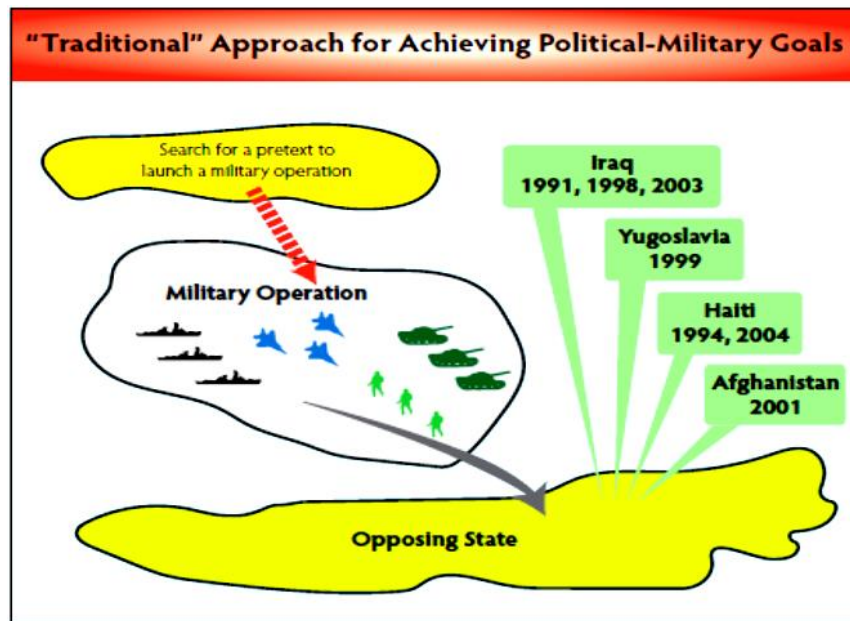 “Traditional” Approach for Achieving Political-Military Goals
Search for a pretext to
launch a military operation
Iraq
1991, 1998, 2003
Yugoslavia
1999
Military Operation
Haiti
1994, 2004
Afghanistan
2001
Opposing State